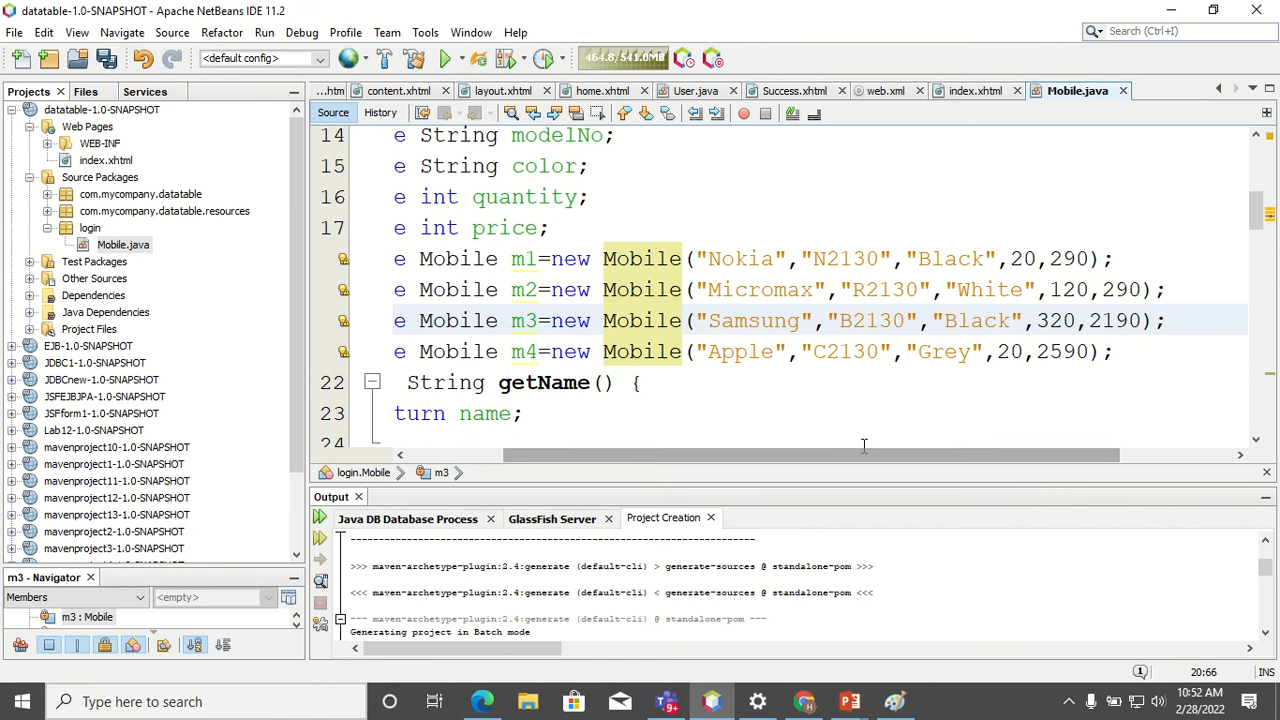 datatable-1.0-SNAPSHOT - Apache NetBeans IDE 11.2
File Edit View Navigate Source Refactor Run Debug Profile Team Tools Window Help
Search (Ctrl+I)
<default config>
464.8/541.0MB
Projects Files Services
...htm content.xhtml layout.xhtml home.xhtml User.java Success.xhtml web.xml index.xhtml Mobile.java
Source History
datatable-1.0-SNAPSHOT
Web Pages
WEB-INF
index.xhtml
Source Packages
com.mycompany.datatable
com.mycompany.datatable.resources
login
Mobile.java
Test Packages
Other Sources
Dependencies
Java Dependencies
Project Files
EJB-1.0-SNAPSHOT
JDBC1-1.0-SNAPSHOT
JDBCnew-1.0-SNAPSHOT
JSFEJBJPA-1.0-SNAPSHOT
JSFform1-1.0-SNAPSHOT
Lab12-1.0-SNAPSHOT
mavenproject10-1.0-SNAPSHOT
mavenproject1-1.0-SNAPSHOT
mavenproject11-1.0-SNAPSHOT
mavenproject12-1.0-SNAPSHOT
mavenproject13-1.0-SNAPSHOT
mavenproject2-1.0-SNAPSHOT
mavenproject3-1.0-SNAPSHOT
14 e String modelNo;
15 e String color;
16 e int quantity;
17 e int price;
e Mobile m1=new Mobile("Nokia","N2130","Black",20,290);
e Mobile m2=new Mobile("Micromax","R2130","White",120,290);
e Mobile m3=new Mobile("Samsung","B2130","Black",320,2190);
e Mobile m4=new Mobile("Apple","C2130","Grey",20,2590);
22 String getName() {
23 turn name;
24
login.Mobile m3
Output
Java DB Database Process GlassFish Server Project Creation
------------------------------------------------------------------------
>>> maven-archetype-plugin:2.4:generate (default-cli) > generate-sources @ standalone-pom >>>
<<< maven-archetype-plugin:2.4:generate (default-cli) < generate-sources @ standalone-pom <<<
--- maven-archetype-plugin:2.4:generate (default-cli) @ standalone-pom ---
Generating project in Batch mode
m3 - Navigator
Members <empty>
m3 : Mobile
20:66 INS
Type here to search
9+
10:52 AM
2/28/2022